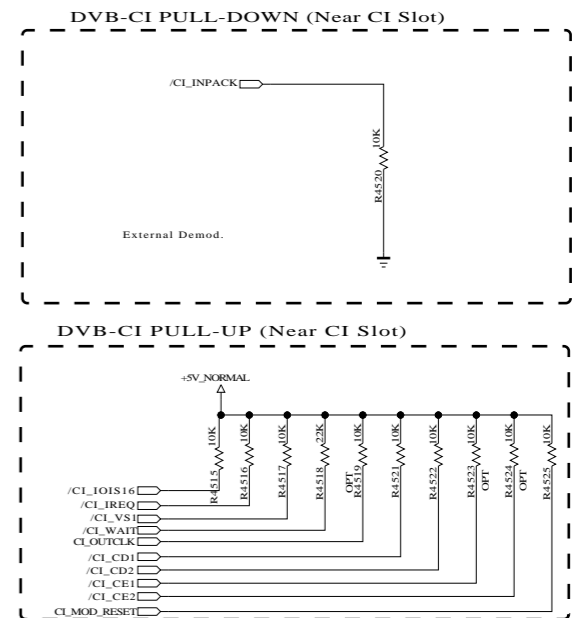 DVB-CI PULL-DOWN (Near CI Slot)
/CI_INPACK
10K
R4520
External Demod.
DVB-CI PULL-UP (Near CI Slot)
+5V_NORMAL
10K
10K
10K
22K
10K
10K
10K
10K
10K
10K
R4515
R4516
R4517
R4518
R4519
OPT
R4521
R4522
R4523
OPT
R4524
OPT
R4525
/CI_IOIS16
/CI_IREQ
/CI_VS1
/CI_WAIT
CI_OUTCLK
/CI_CD1
/CI_CD2
/CI_CE1
/CI_CE2
CI_MOD_RESET